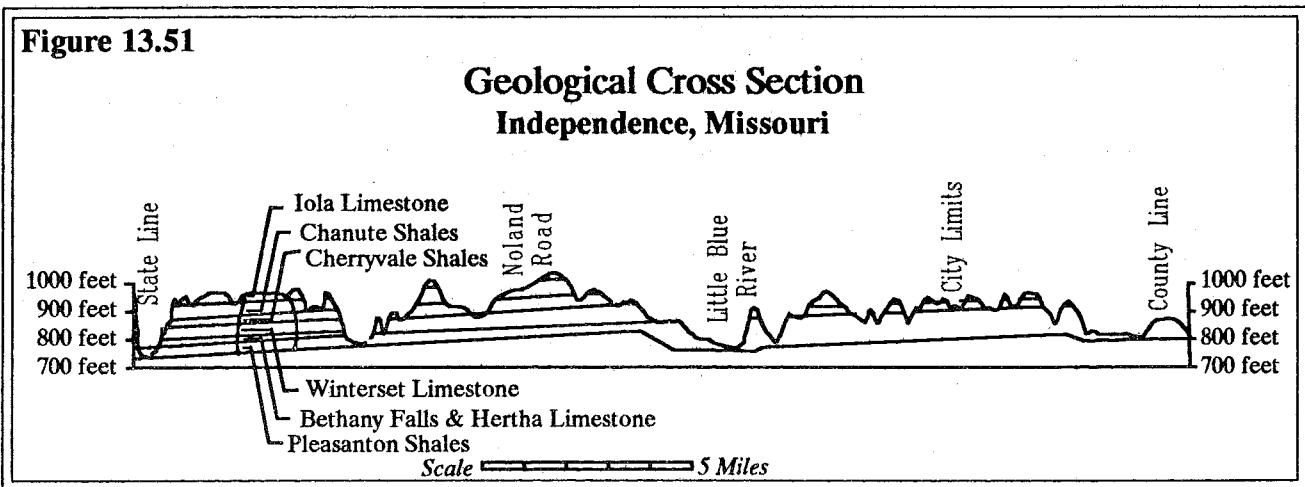 Figure 13.51
Geological Cross Section
Independence, Missouri
State Line
Iola Limestone
Chanute Shales
Cherryvale Shales
Noland
Road
Little Blue
River
City Limits
County Line
1000 feet
900 feet
800 feet
700 feet
1000 feet
900 feet
800 feet
700 feet
Winterset Limestone
Bethany Falls & Hertha Limestone
Pleasanton Shales
Scale 5 Miles